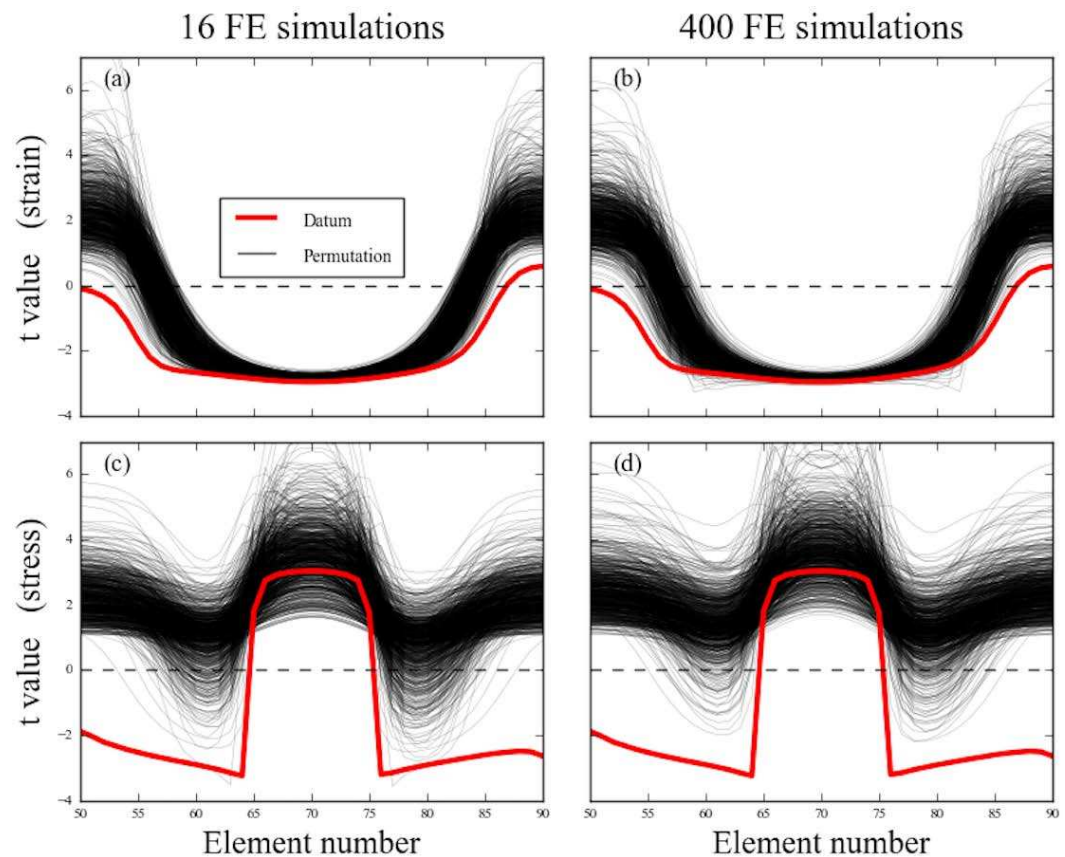 16 FE simulations 400 FE simulations
(a) (b)
t value (strain)
6
4
2
0
−2
−4
Datum
Permutation
(c) (d)
t value (stress)
6
4
2
0
−2
−4
50 55 60 65 70 75 80 85 90 50 55 60 65 70 75 80 85 90
Element number Element number